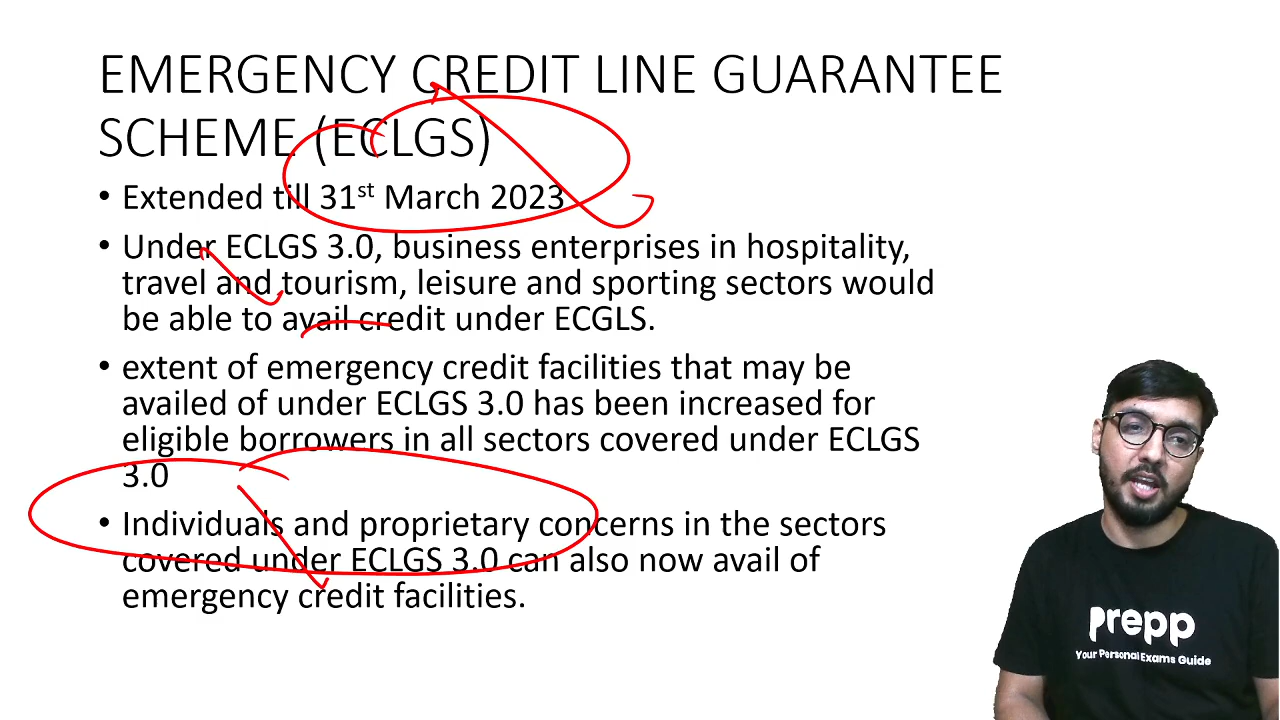 EMERGENCY CREDIT LINE GUARANTEE
SCHEME (ECLGS)
• Extended till 31st March 2023
• Under ECLGS 3.0, business enterprises in hospitality,
travel and tourism, leisure and sporting sectors would
be able to avail credit under ECGLS.
• extent of emergency credit facilities that may be
availed of under ECLGS 3.0 has been increased for
eligible borrowers in all sectors covered under ECLGS
3.0
• Individuals and proprietary concerns in the sectors
covered under ECLGS 3.0 can also now avail of
emergency credit facilities.
prepp
Your Personal Exams Guide